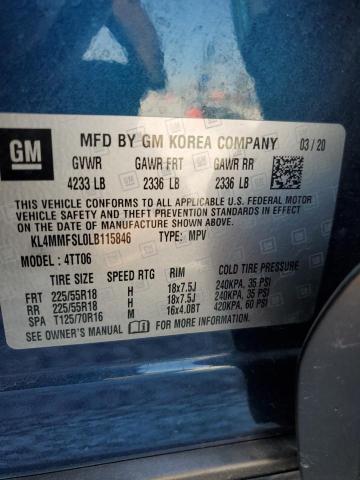 GM MFD BY GM KOREA COMPANY 03/20
GVWR GAWR FRT GAWR RR
4233 LB 2336 LB 2336 LB
THIS VEHICLE CONFORMS TO ALL APPLICABLE U.S. FEDERAL MOTOR
VEHICLE SAFETY AND THEFT PREVENTION STANDARDS IN EFFECT ON
THE DATE OF MANUFACTURE SHOWN ABOVE.
KL4MMFSL0LB115846 TYPE: MPV
MODEL: 4TT06
TIRE SIZE SPEED RTG RIM COLD TIRE PRESSURE
FRT 225/55R18 H 18x7.5J 240KPA, 35 PSI
RR 225/55R18 H 18x7.5J 240KPA, 35 PSI
SPA T125/70R16 M 16x4.0BT 420KPA, 60 PSI
SEE OWNER'S MANUAL FOR MORE INFORMATION.